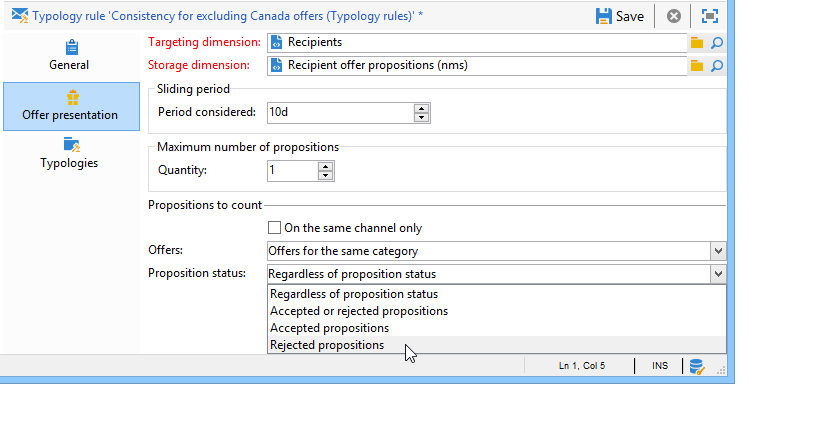 Typology rule 'Consistency for excluding Canada offers (Typology rules)' *
Save
General
Offer presentation
Typologies
Targeting dimension: Recipients
Storage dimension: Recipient offer propositions (nms)
Sliding period
Period considered: 10d
Maximum number of propositions
Quantity: 1
Propositions to count
On the same channel only
Offers: Offers for the same category
Proposition status: Regardless of proposition status
Regardless of proposition status
Accepted or rejected propositions
Accepted propositions
Rejected propositions
Ln 1, Col 5 INS